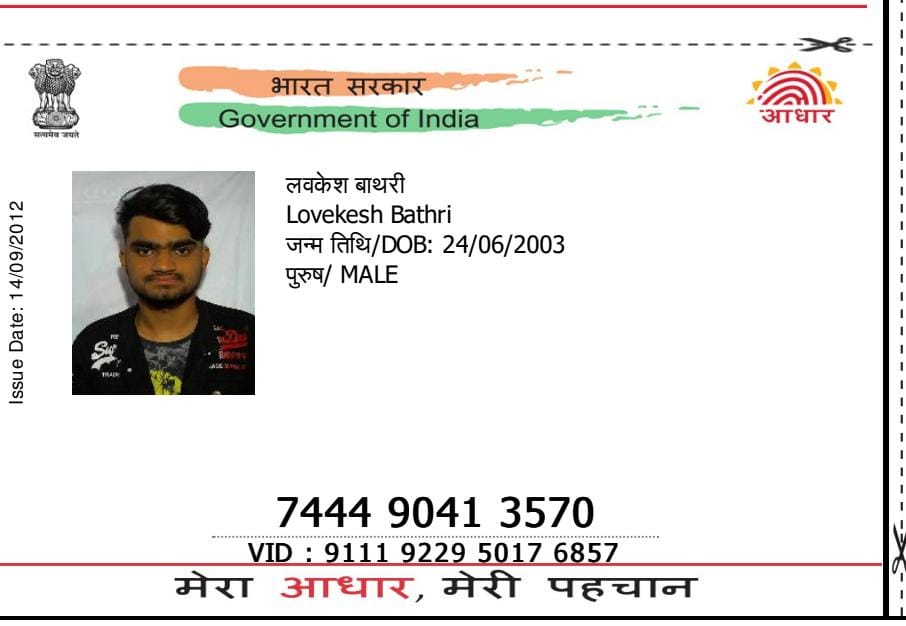 भारत सरकार
Government of India
सत्यमेव जयते
आधार
Issue Date: 14/09/2012
लवकेश बाथरी
Lovekesh Bathri
जन्म तिथि/DOB: 24/06/2003
पुरुष/ MALE
7444 9041 3570
VID : 9111 9229 5017 6857
मेरा आधार, मेरी पहचान